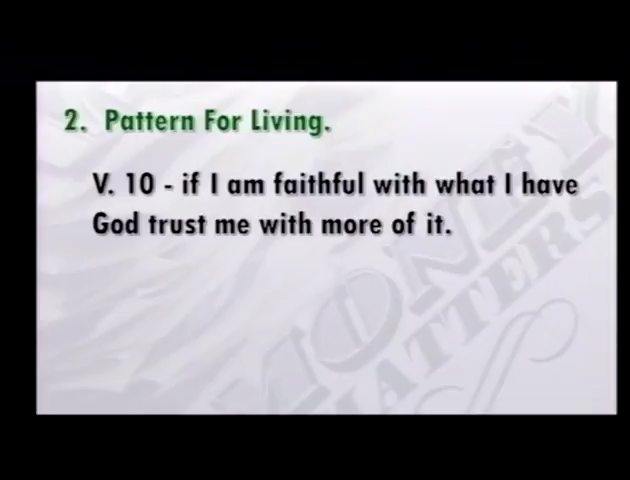 2. Pattern For Living.
V. 10 - if I am faithful with what I have
God trust me with more of it.
MONEY
MATTERS